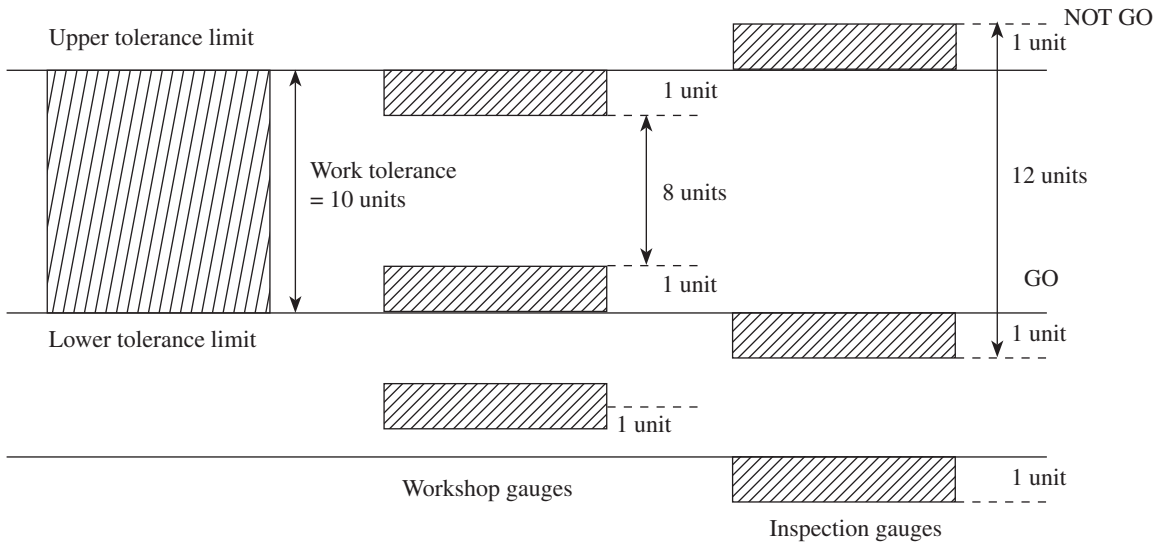 NOT GO
Upper tolerance limit
1 unit
1 unit
Work tolerance
= 10 units
8 units
12 units
1 unit
GO
Lower tolerance limit
1 unit
1 unit
Workshop gauges
1 unit
Inspection gauges